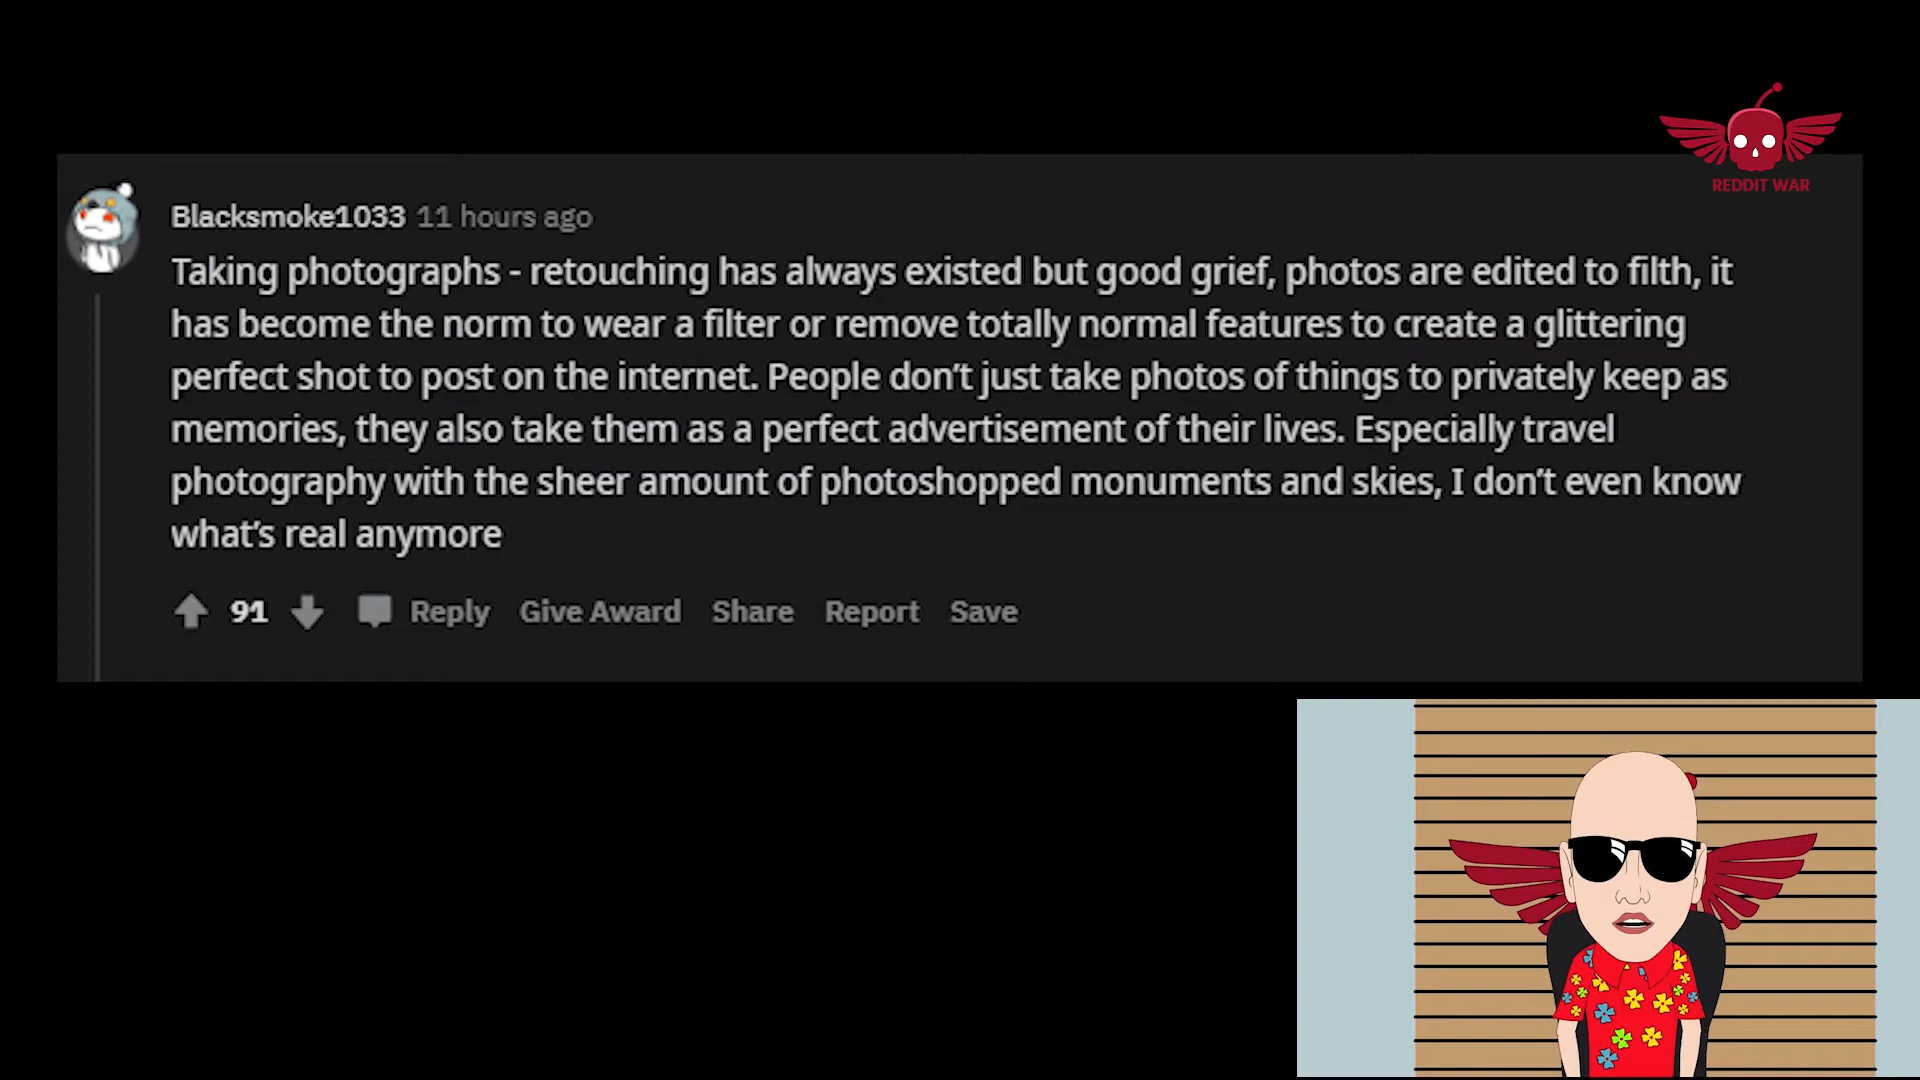 REDDIT WAR
Blacksmoke1033 11 hours ago
Taking photographs - retouching has always existed but good grief, photos are edited to filth, it
has become the norm to wear a filter or remove totally normal features to create a glittering
perfect shot to post on the internet. People don’t just take photos of things to privately keep as
memories, they also take them as a perfect advertisement of their lives. Especially travel
photography with the sheer amount of photoshopped monuments and skies, I don’t even know
what’s real anymore
91 Reply Give Award Share Report Save